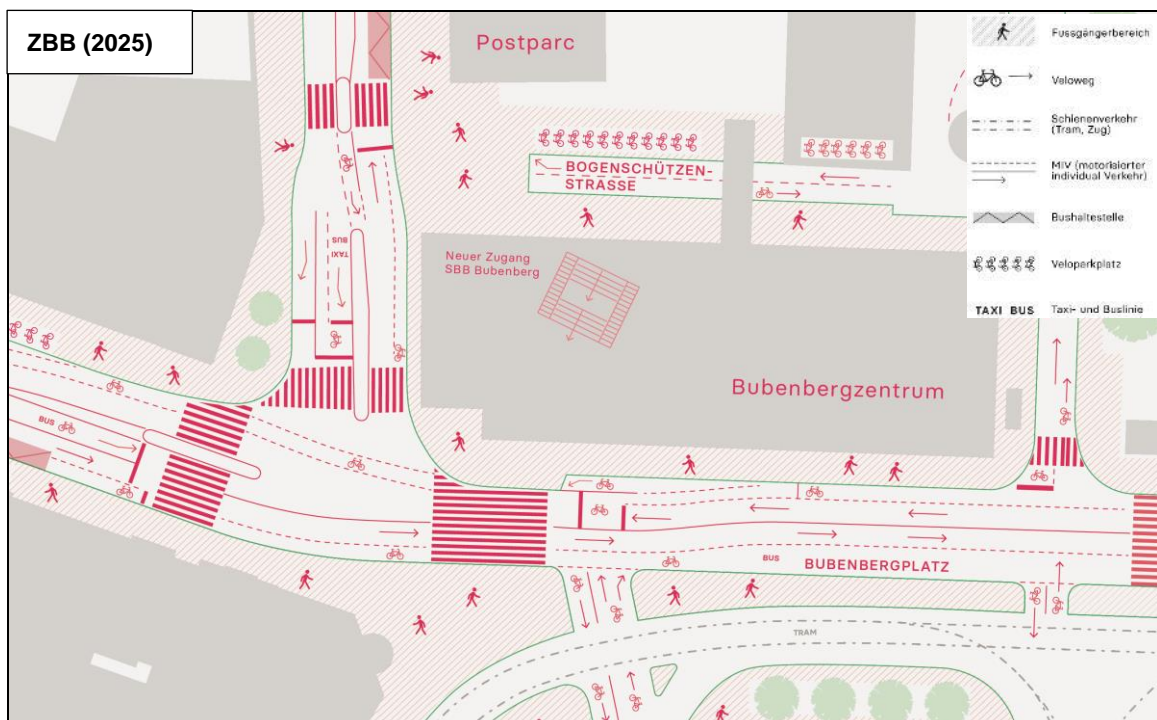 ZBB (2025)
Postparc
BOGENSCHÜTZEN-
STRASSE
Neuer Zugang
SBB Bubenberg
Bubenbergzentrum
BUS
TAXI
BUS
BUS
BUBENBERGPLATZ
TRAM
Fussgängerbereich
Veloweg
Schienenverkehr
(Tram, Zug)
MIV (motorisierter
individual Verkehr)
Bushaltestelle
Veloparkplatz
TAXI BUS Taxi- und Buslinie